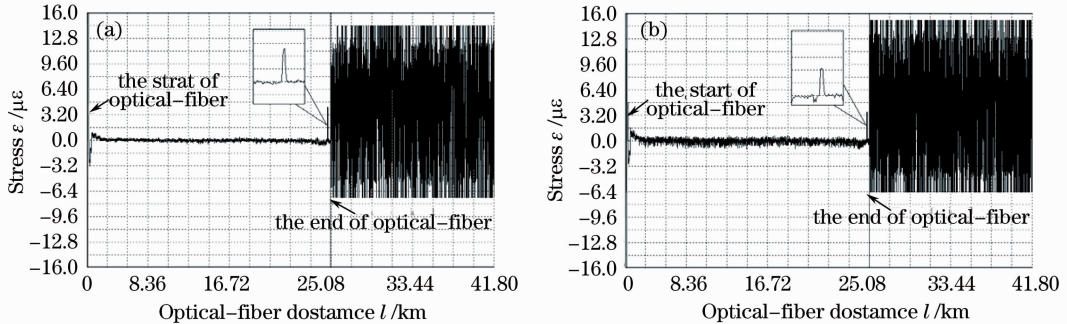 (a)
16.0
12.8
9.60
6.40
3.20
0.0
−3.2
−6.4
−9.6
−12.8
−16.0
Stress ε /με
the strat of
optical−fiber
the end of optical−fiber
0 8.36 16.72 25.08 33.44 41.80
Optical−fiber dostamce l /km
(b)
16.0
12.8
9.60
6.40
3.20
0.0
−3.2
−6.4
−9.6
−12.8
−16.0
Stress ε /με
the start of
optical−fiber
the end of optical−fiber
0 8.36 16.72 25.08 33.44 41.80
Optical−fiber dostamce l /km